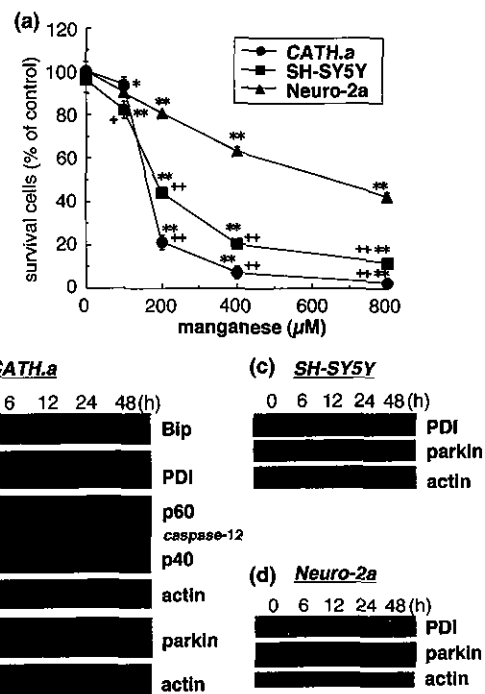 (a)
120
100
80
60
40
20
0
survival cells (% of control)
CATH.a
SH-SY5Y
Neuro-2a
* ** ** **
+ ** ** ++ ** ++ **
** ++ ** ++ ++ **
++ **
0 200 400 600 800
manganese (μM)
CATH.a
6 12 24 48(h)
Bip
PDI
p60
caspase-12
p40
actin
parkin
actin
(c) SH-SY5Y
0 6 12 24 48(h)
PDI
parkin
actin
(d) Neuro-2a
0 6 12 24 48(h)
PDI
parkin
actin